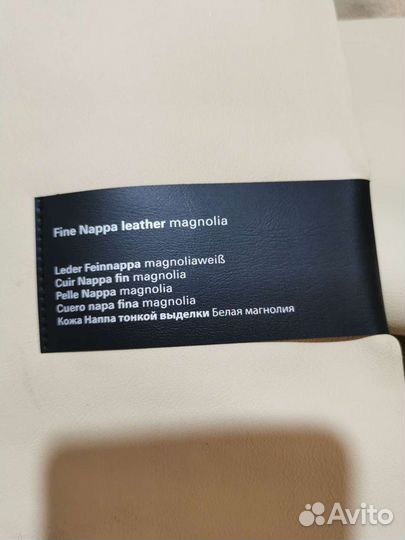 Fine Nappa leather magnolia
Leder Feinnappa magnoliaweiß
Cuir Nappa fin magnolia
Pelle Nappa magnolia
Cuero napa fina magnolia
Кожа Наппа тонкой выделки Белая магнолия
Avito